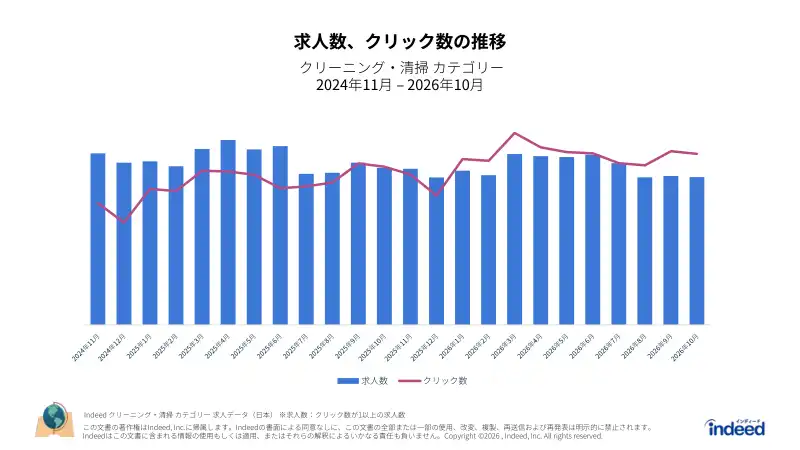 求人数、クリック数の推移
クリーニング・清掃 カテゴリー
2024年11月 – 2026年10月
2024年11月
2024年12月
2025年1月
2025年2月
2025年3月
2025年4月
2025年5月
2025年6月
2025年7月
2025年8月
2025年9月
2025年10月
2025年11月
2025年12月
2026年1月
2026年2月
2026年3月
2026年4月
2026年5月
2026年6月
2026年7月
2026年8月
2026年9月
2026年10月
求人数 クリック数
Indeed クリーニング・清掃 カテゴリー 求人データ（日本） ※求人数：クリック数が1以上の求人数
この文書の著作権はIndeed, Inc.に帰属します。Indeedの書面による同意なしに、この文書の全部または一部の使用、改変、複製、再送信および再発表は明示的に禁止されます。
Indeedはこの文書に含まれる情報の使用もしくは適用、またはそれらの解釈によるいかなる責任も負いません。Copyright ©2026 , Indeed, Inc. All rights reserved.
インディード
indeed